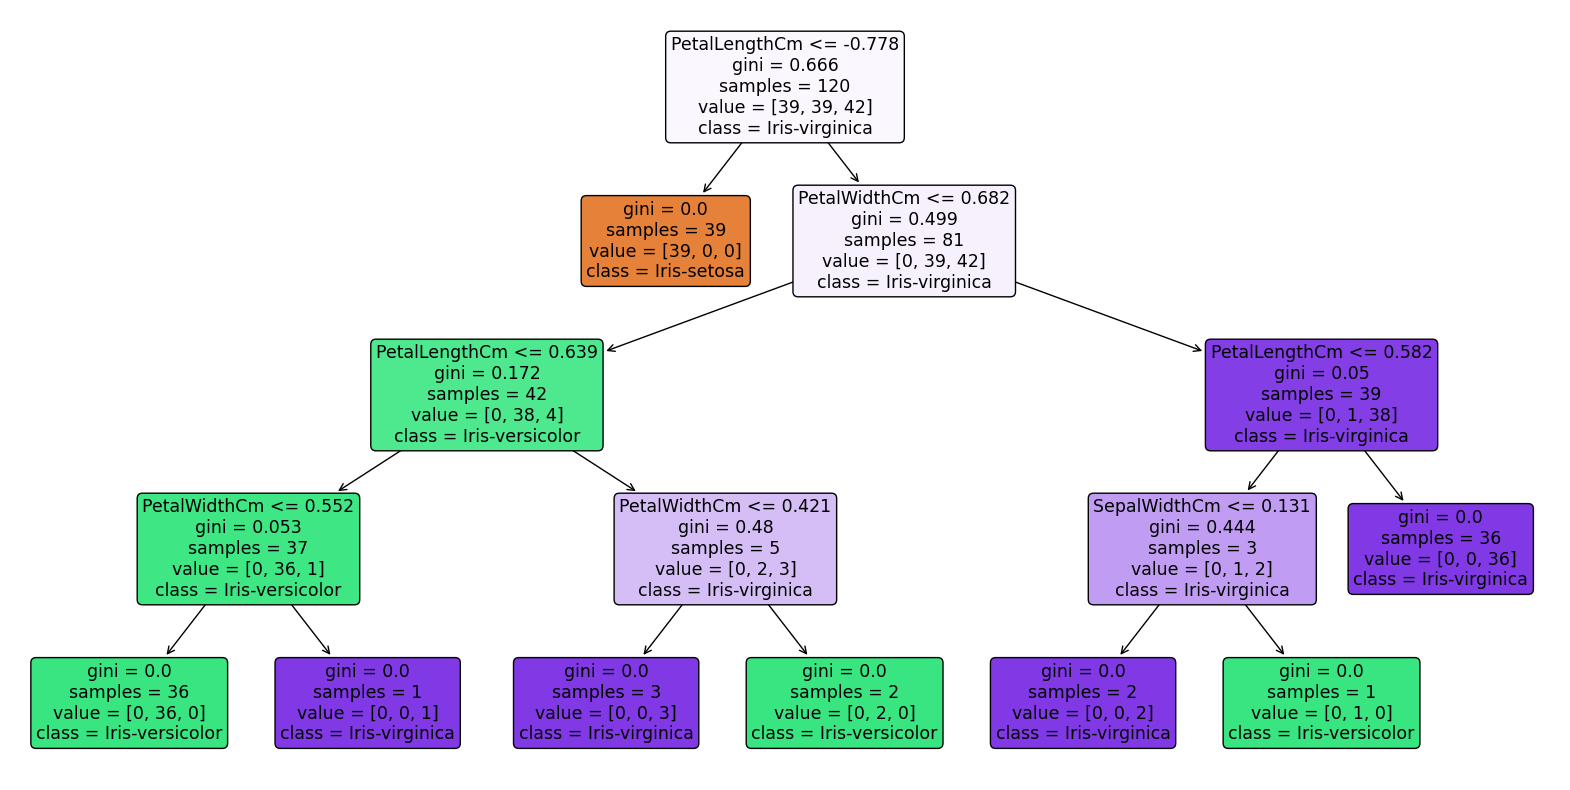 PetalLengthCm <= -0.778
gini = 0.666
samples = 120
value = [39, 39, 42]
class = Iris-virginica
gini = 0.0
samples = 39
value = [39, 0, 0]
class = Iris-setosa
PetalWidthCm <= 0.682
gini = 0.499
samples = 81
value = [0, 39, 42]
class = Iris-virginica
PetalLengthCm <= 0.639
gini = 0.172
samples = 42
value = [0, 38, 4]
class = Iris-versicolor
PetalLengthCm <= 0.582
gini = 0.05
samples = 39
value = [0, 1, 38]
class = Iris-virginica
PetalWidthCm <= 0.552
gini = 0.053
samples = 37
value = [0, 36, 1]
class = Iris-versicolor
PetalWidthCm <= 0.421
gini = 0.48
samples = 5
value = [0, 2, 3]
class = Iris-virginica
SepalWidthCm <= 0.131
gini = 0.444
samples = 3
value = [0, 1, 2]
class = Iris-virginica
gini = 0.0
samples = 36
value = [0, 0, 36]
class = Iris-virginica
gini = 0.0
samples = 36
value = [0, 36, 0]
class = Iris-versicolor
gini = 0.0
samples = 1
value = [0, 0, 1]
class = Iris-virginica
gini = 0.0
samples = 3
value = [0, 0, 3]
class = Iris-virginica
gini = 0.0
samples = 2
value = [0, 2, 0]
class = Iris-versicolor
gini = 0.0
samples = 2
value = [0, 0, 2]
class = Iris-virginica
gini = 0.0
samples = 1
value = [0, 1, 0]
class = Iris-versicolor